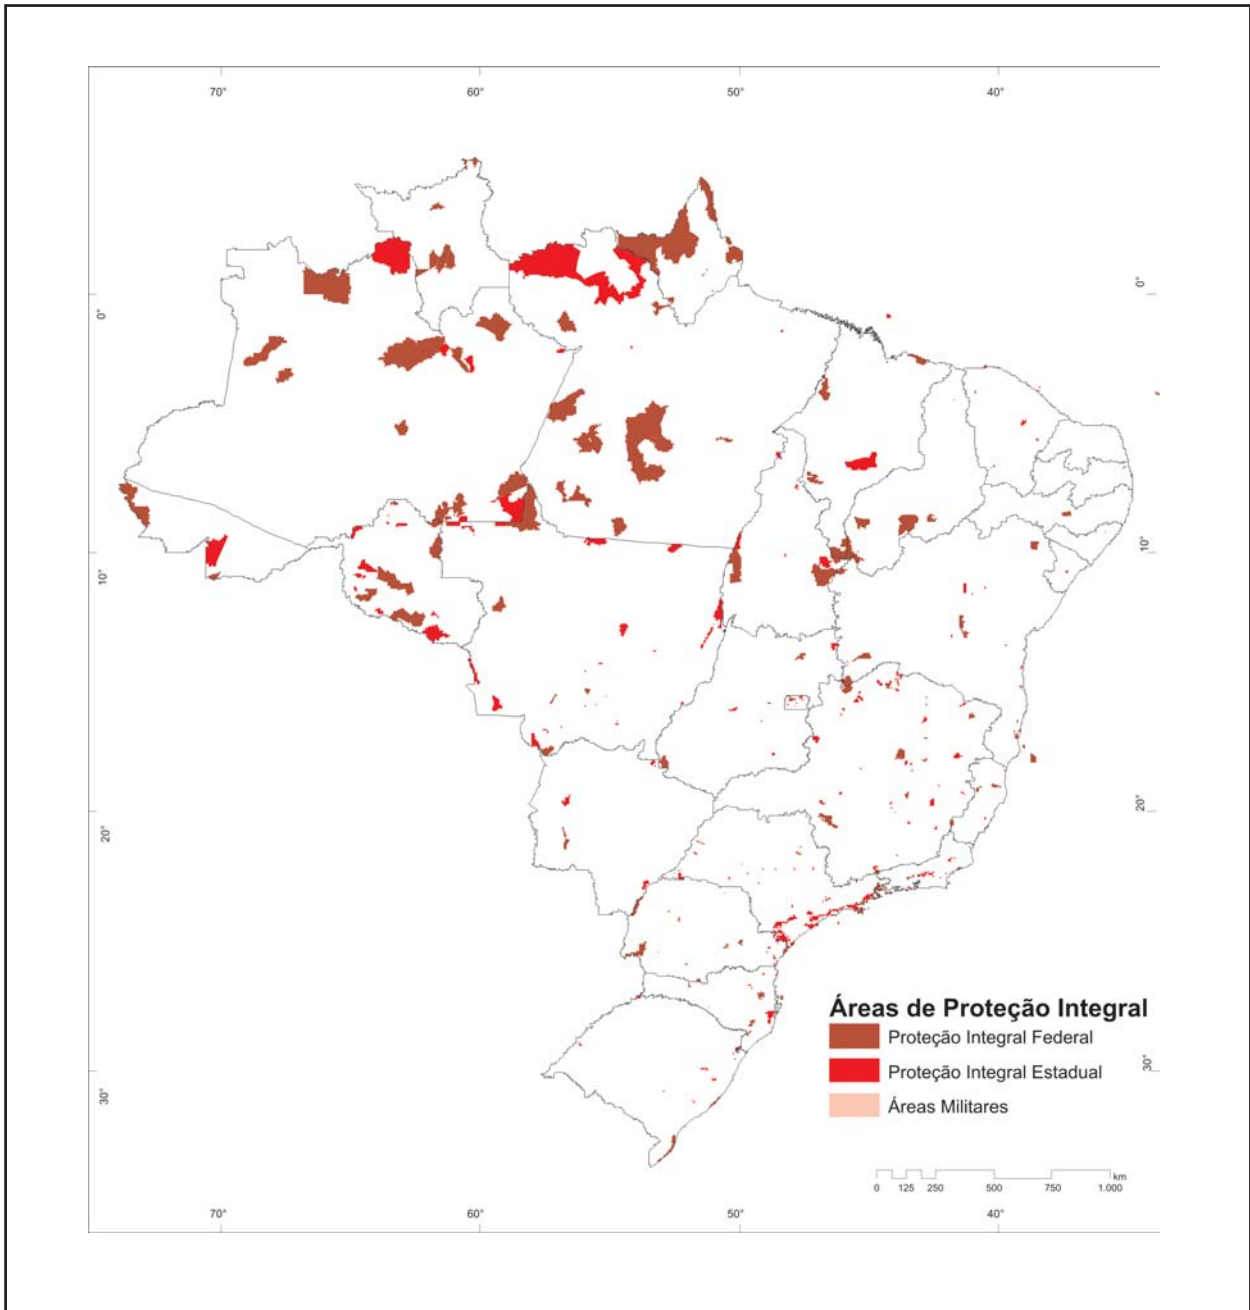 70° 60° 50° 40°
0° 0°
10° 10°
20° 20°
Áreas de Proteção Integral
Proteção Integral Federal
Proteção Integral Estadual
Áreas Militares
30° 30°
km
0 125 250 500 750 1.000
70° 60° 50° 40°